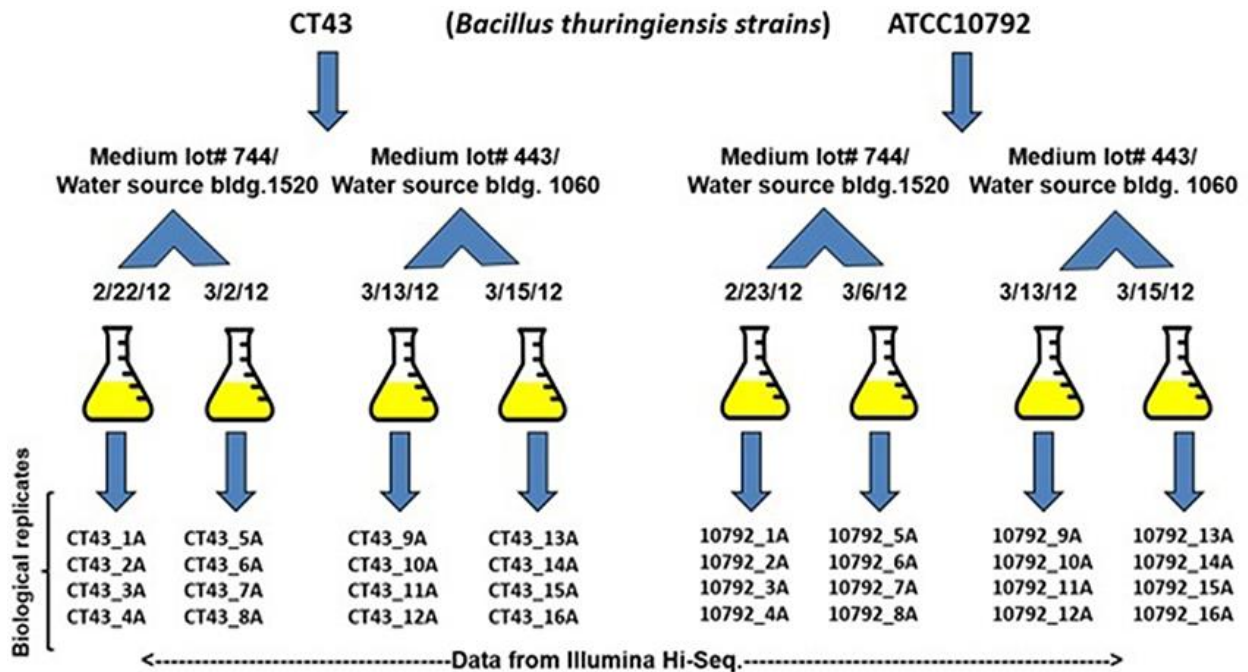 CT43 (Bacillus thuringiensis strains) ATCC10792
Medium lot# 744/ Medium lot# 443/ Medium lot# 744/ Medium lot# 443/
Water source bldg.1520 Water source bldg. 1060 Water source bldg.1520 Water source bldg. 1060
2/22/12 3/2/12 3/13/12 3/15/12 2/23/12 3/6/12 3/13/12 3/15/12
Biological replicates
CT43_1A CT43_5A CT43_9A CT43_13A 10792_1A 10792_5A 10792_9A 10792_13A
CT43_2A CT43_6A CT43_10A CT43_14A 10792_2A 10792_6A 10792_10A 10792_14A
CT43_3A CT43_7A CT43_11A CT43_15A 10792_3A 10792_7A 10792_11A 10792_15A
CT43_4A CT43_8A CT43_12A CT43_16A 10792_4A 10792_8A 10792_12A 10792_16A
<-----------------------------Data from Illumina Hi-Seq.------------------------------------->